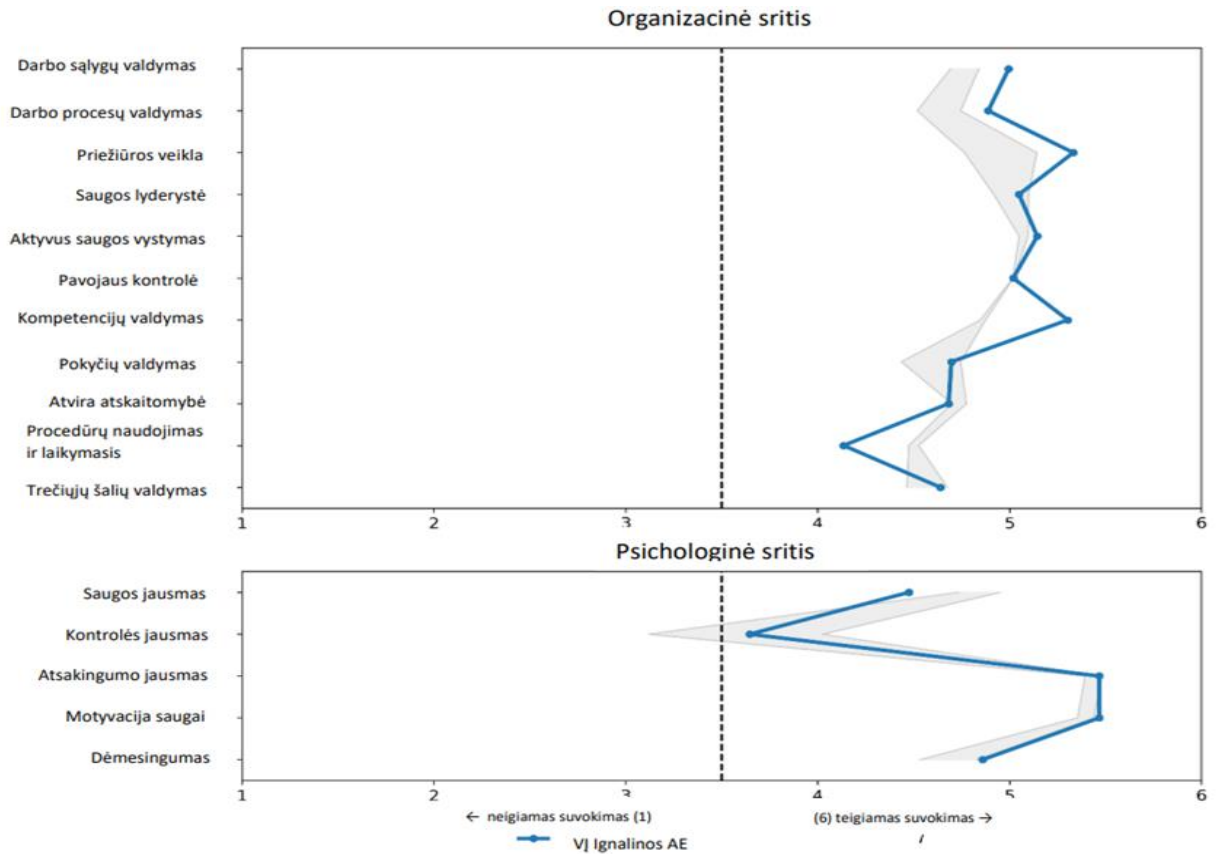 Organizacinė sritis
Darbo sąlygų valdymas
Darbo procesų valdymas
Priežiūros veikla
Saugos lyderystė
Aktyvus saugos vystymas
Pavojaus kontrolė
Kompetencijų valdymas
Pokyčių valdymas
Atvira atskaitomybė
Procedūrų naudojimas
ir laikymasis
Trečiųjų šalių valdymas
1 2 3 4 5 6
Psichologinė sritis
Saugos jausmas
Kontrolės jausmas
Atsakingumo jausmas
Motyvacija saugai
Dėmesingumas
1 2 3 4 5 6
← neigiamas suvokimas (1) (6) teigiamas suvokimas →
VĮ Ignalinos AE